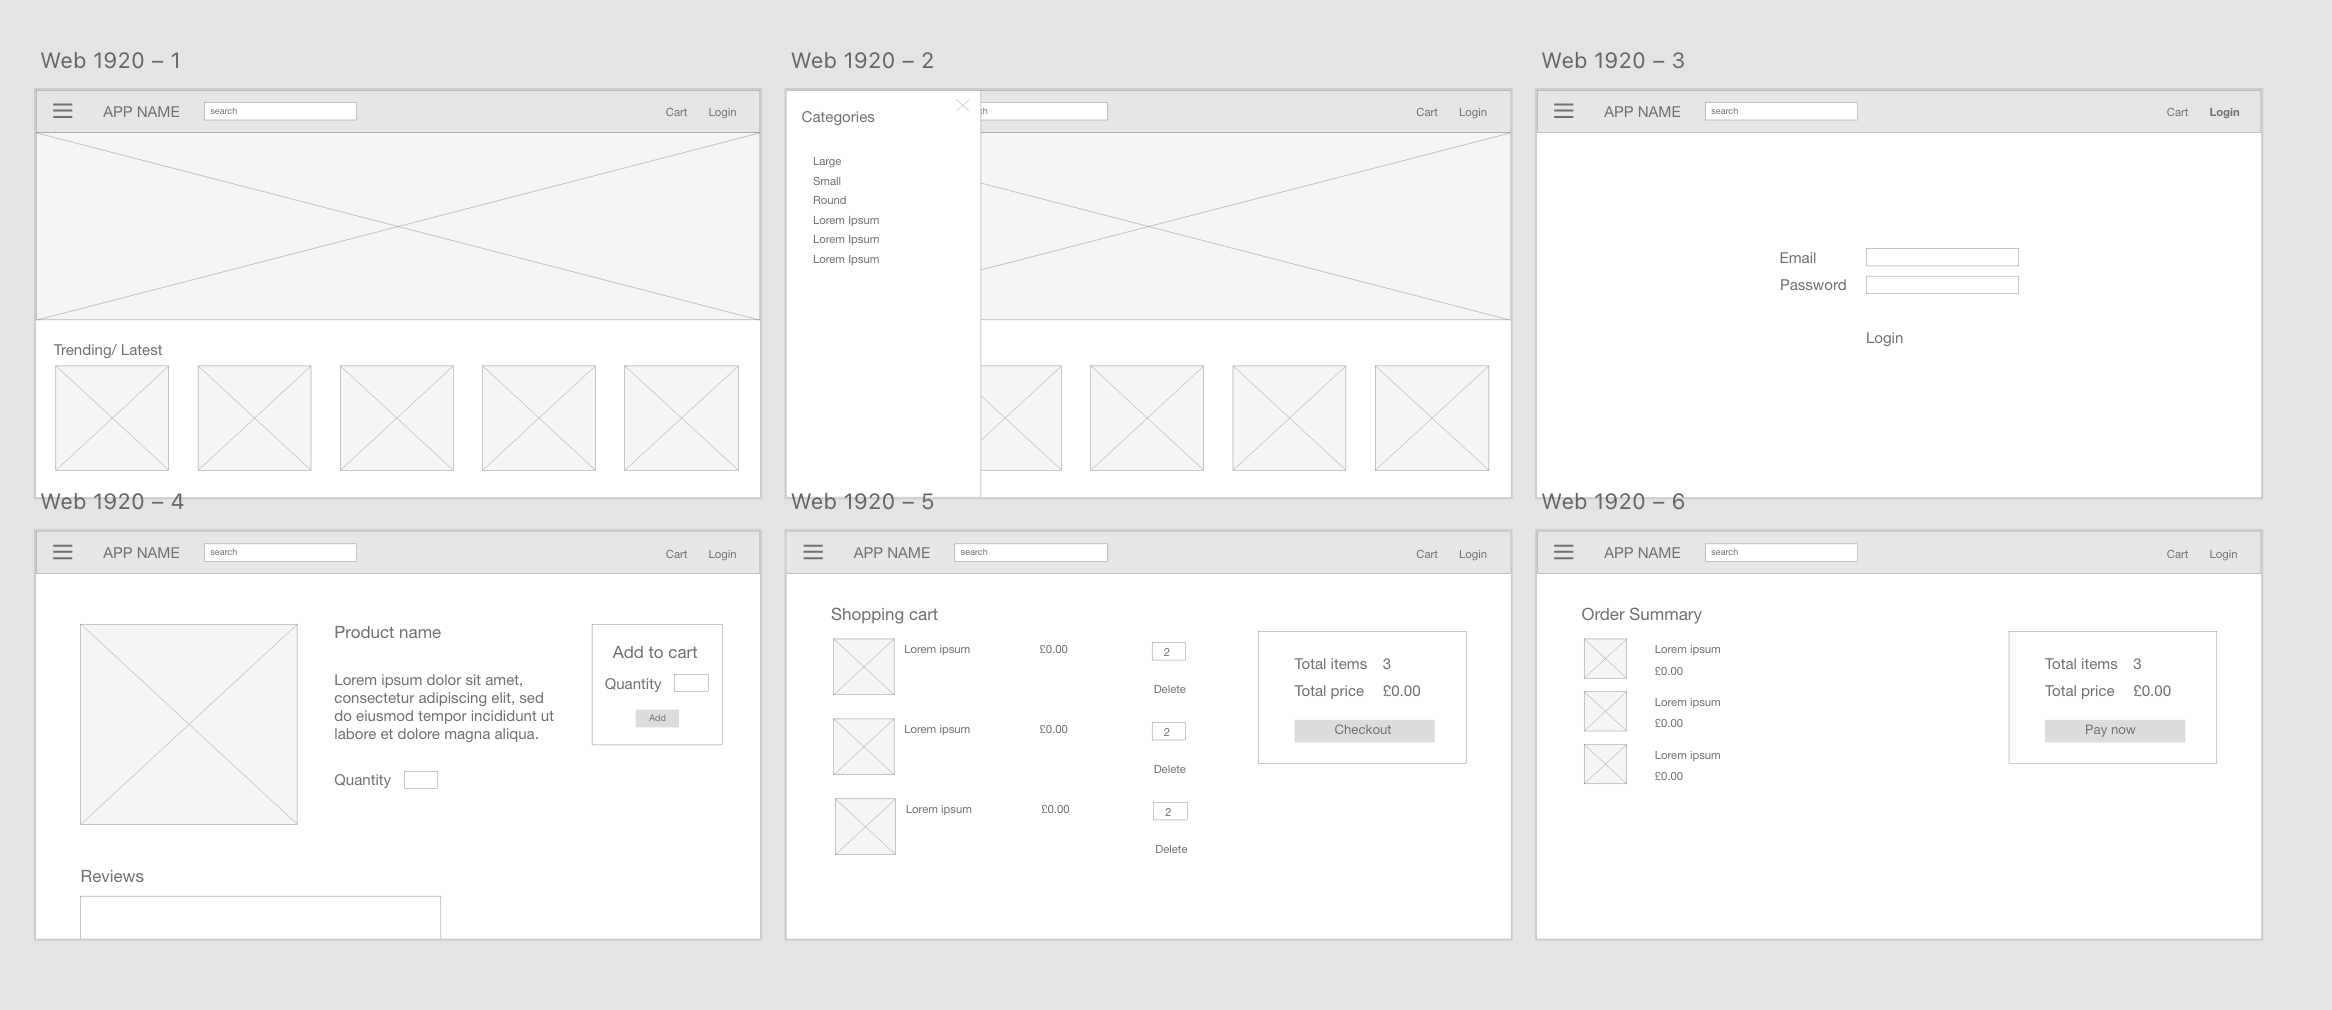 Web 1920 – 1
APP NAME
search
Cart
Login
Trending/ Latest
Web 1920 – 2
Categories
ch
Cart
Login
Large
Small
Round
Lorem Ipsum
Lorem Ipsum
Lorem Ipsum
Web 1920 – 3
APP NAME
search
Cart
Login
Email
Password
Login
Web 1920 – 4
APP NAME
search
Cart
Login
Product name
Lorem ipsum dolor sit amet,
consectetur adipiscing elit, sed
do eiusmod tempor incididunt ut
labore et dolore magna aliqua.
Quantity
Add to cart
Quantity
Add
Reviews
Web 1920 – 5
APP NAME
search
Cart
Login
Shopping cart
Lorem ipsum
£0.00
2
Delete
Lorem ipsum
£0.00
2
Delete
Lorem ipsum
£0.00
2
Delete
Total items 3
Total price £0.00
Checkout
Web 1920 – 6
APP NAME
search
Cart
Login
Order Summary
Lorem ipsum
£0.00
Lorem ipsum
£0.00
Lorem ipsum
£0.00
Total items 3
Total price £0.00
Pay now